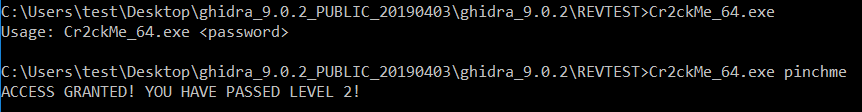 C:\Users\test\Desktop\ghidra_9.0.2_PUBLIC_20190403\ghidra_9.0.2\REVTEST>Cr2ckMe_64.exe
Usage: Cr2ckMe_64.exe <password>
C:\Users\test\Desktop\ghidra_9.0.2_PUBLIC_20190403\ghidra_9.0.2\REVTEST>Cr2ckMe_64.exe pinchme
ACCESS GRANTED! YOU HAVE PASSED LEVEL 2!